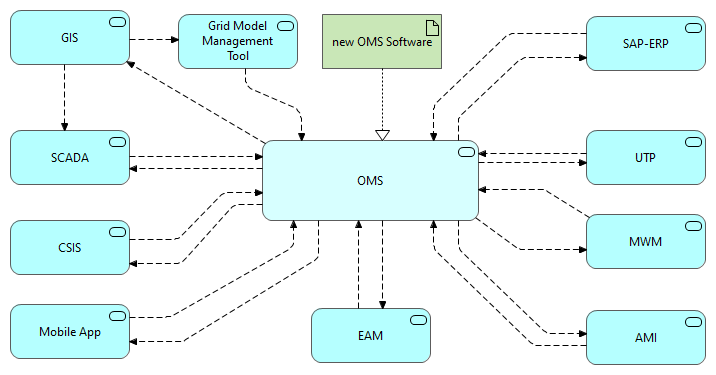 GIS
Grid Model
Management
Tool
new OMS Software
SAP-ERP
SCADA
OMS
UTP
CSIS
MWM
Mobile App
EAM
AMI